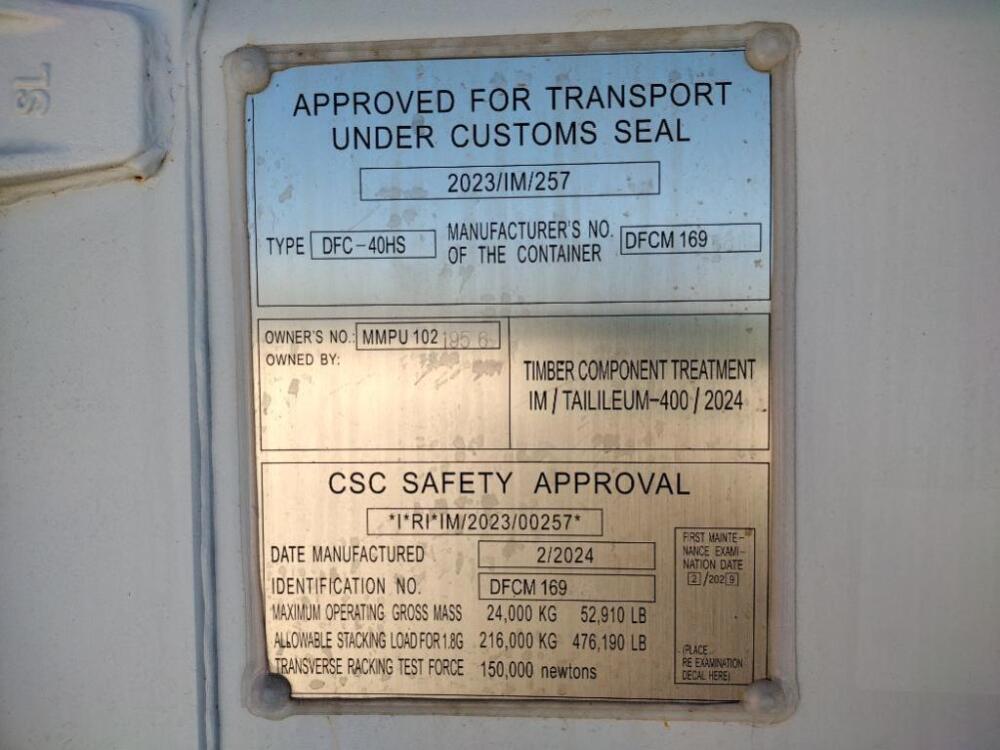 SL
APPROVED FOR TRANSPORT
UNDER CUSTOMS SEAL
2023/IM/257
TYPE DFC-40HS
MANUFACTURER'S NO.
OF THE CONTAINER
DFCM 169
OWNER'S NO.: MMPU 102 195 6
OWNED BY:
TIMBER COMPONENT TREATMENT
IM / TAILILEUM-400 / 2024
CSC SAFETY APPROVAL
*I*RI*IM/2023/00257*
DATE MANUFACTURED 2/2024
IDENTIFICATION NO. DFCM 169
MAXIMUM OPERATING GROSS MASS 24,000 KG 52,910 LB
ALLOWABLE STACKING LOAD FOR 1.8G 216,000 KG 476,190 LB
TRANSVERSE RACKING TEST FORCE 150,000 newtons
FIRST MAINTE-
NANCE EXAMI-
NATION DATE
2/2029
(PLACE
RE EXAMINATION
DECAL HERE)